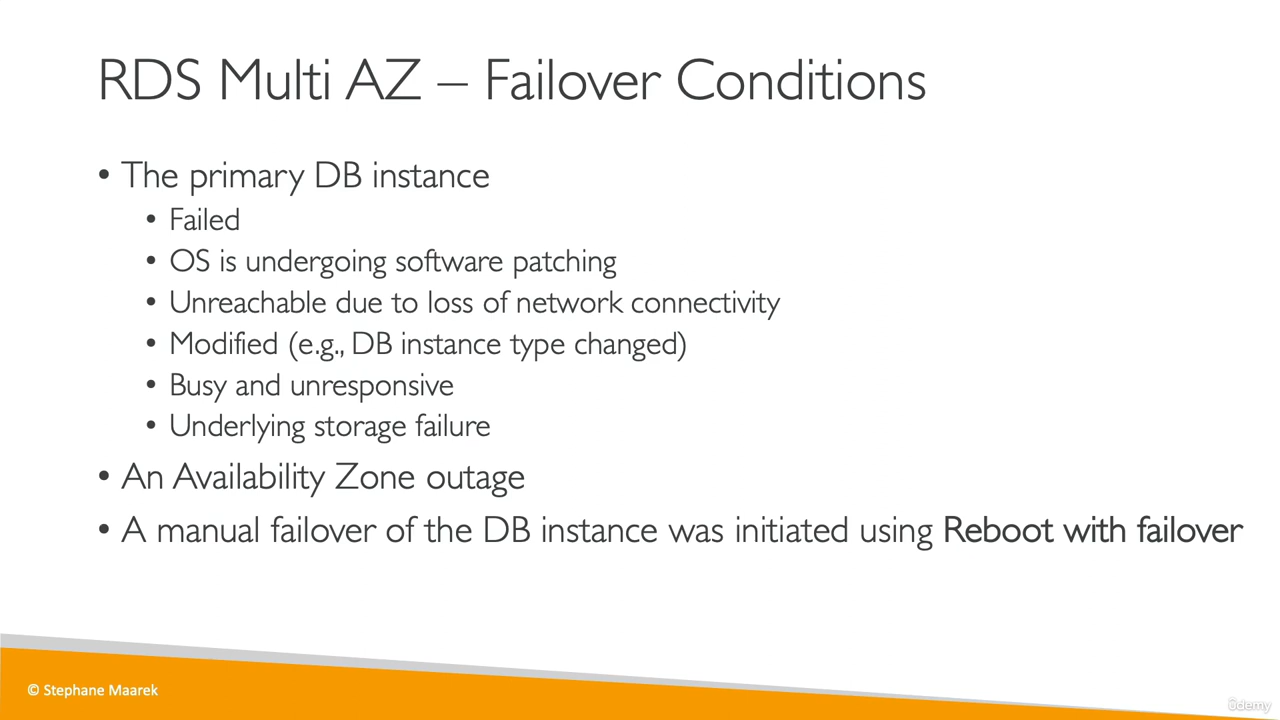 RDS Multi AZ – Failover Conditions
• The primary DB instance
• Failed
• OS is undergoing software patching
• Unreachable due to loss of network connectivity
• Modified (e.g., DB instance type changed)
• Busy and unresponsive
• Underlying storage failure
• An Availability Zone outage
• A manual failover of the DB instance was initiated using Reboot with failover
© Stephane Maarek
ûdemy